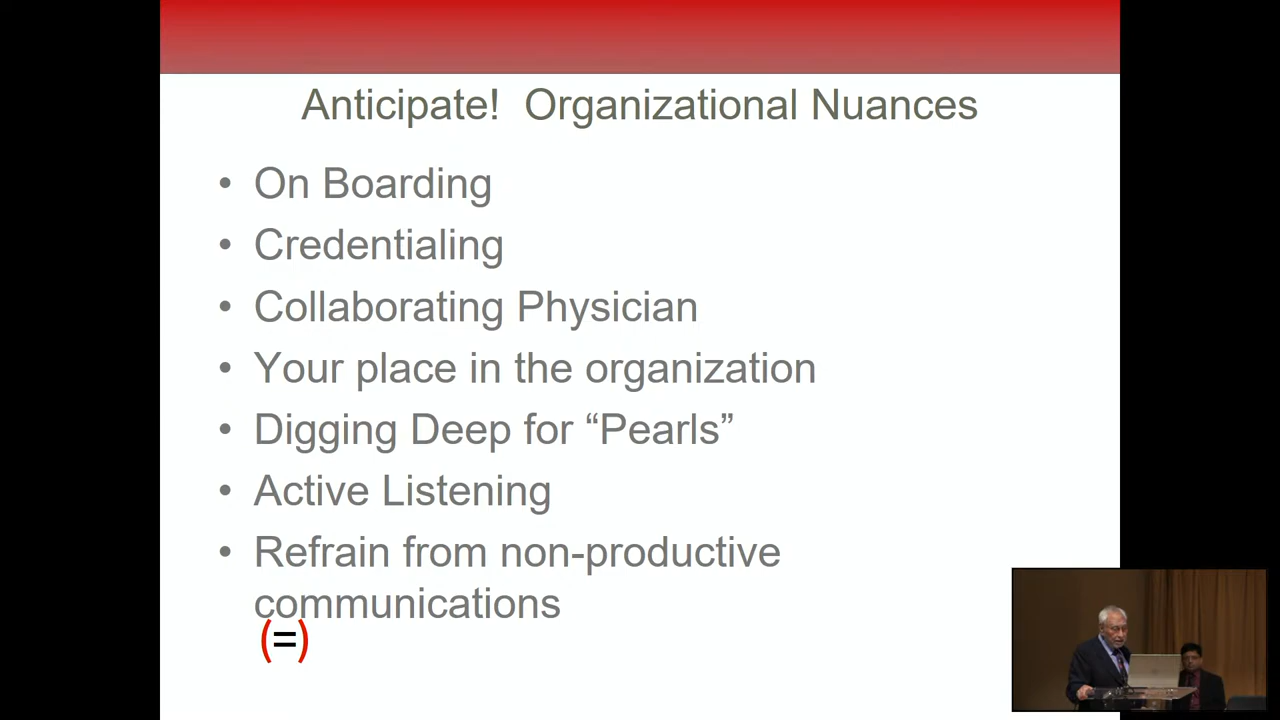 Anticipate! Organizational Nuances
• On Boarding
• Credentialing
• Collaborating Physician
• Your place in the organization
• Digging Deep for “Pearls”
• Active Listening
• Refrain from non-productive
communications
(=)